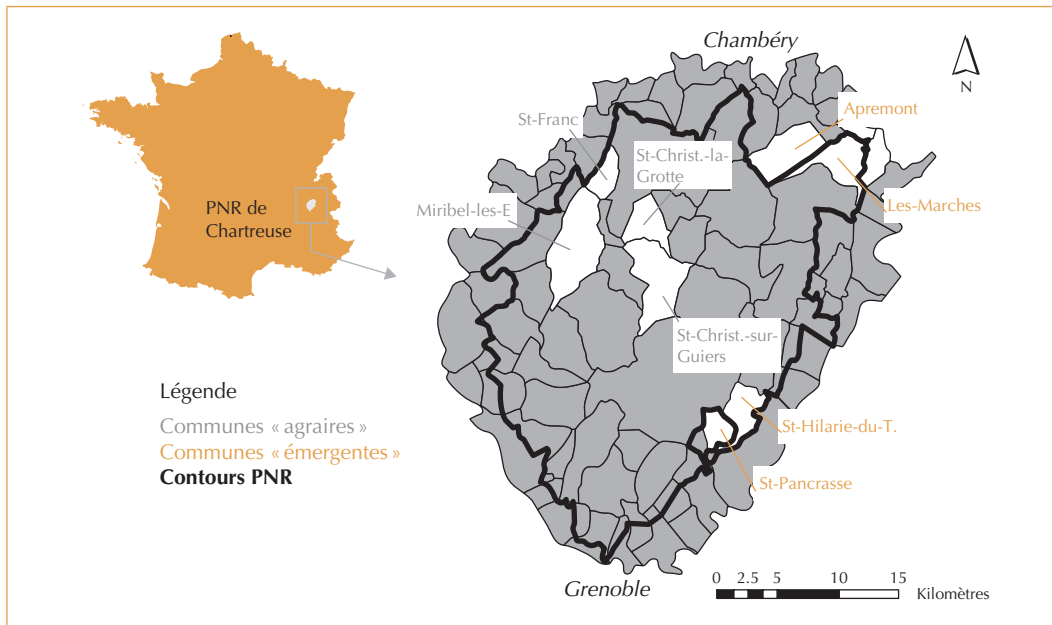 Chambéry
N
Apremont
St-Franc
St-Christ.-la-
Grotte
Les-Marches
Miribel-les-E
PNR de
Chartreuse
St-Christ.-sur-
Guiers
Légende
Communes « agraires »
Communes « émergentes »
Contours PNR
St-Hilarie-du-T.
St-Pancrasse
Grenoble
0 2.5 5 10 15
Kilomètres